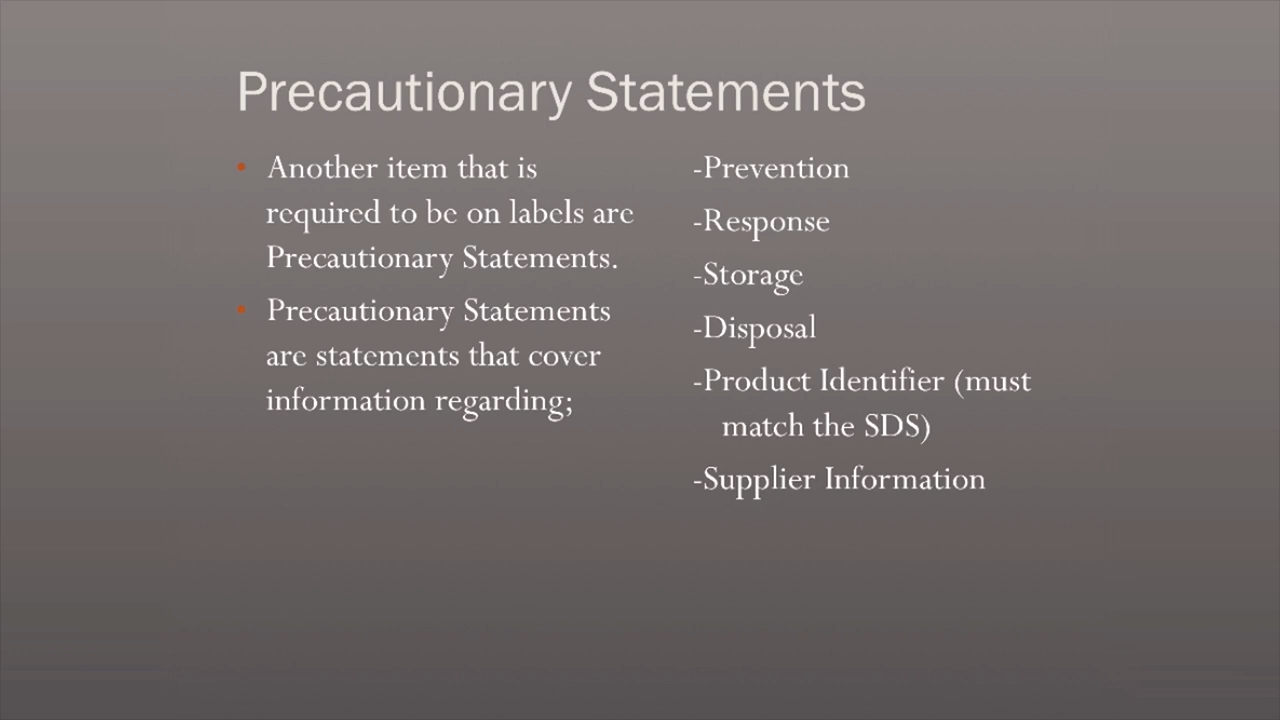 Precautionary Statements
• Another item that is
required to be on labels are
Precautionary Statements.
• Precautionary Statements
are statements that cover
information regarding;
-Prevention
-Response
-Storage
-Disposal
-Product Identifier (must
match the SDS)
-Supplier Information